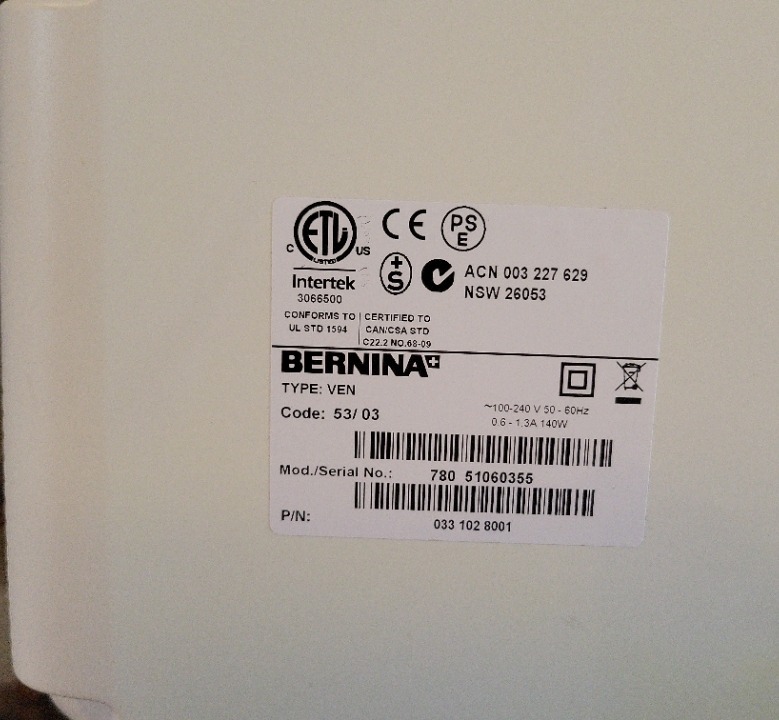 C ETL US
LISTED
CE
PS
E
+
S
Intertek
3066500
ACN 003 227 629
NSW 26053
CONFORMS TO
UL STD 1594
CERTIFIED TO
CAN/CSA STD
C22.2 NO.68-09
BERNINA
TYPE: VEN
Code: 53/ 03
~100-240 V 50 - 60Hz
0.6 - 1.3A 140W
Mod./Serial No.: 780 51060355
P/N: 033 102 8001